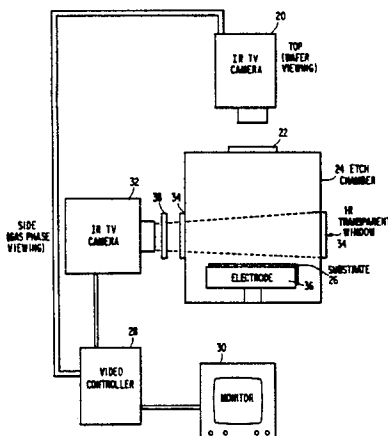 20
IR TV
CAMERA
TOP
(WAFER
VIEWING)
22
24 ETCH
CHAMBER
32
38
34
IR TV
CAMERA
TRANSPARENT
WINDOW
34
SIDE
(GAS PHASE
VIEWING)
SUBSTRATE
26
ELECTRODE
36
28
VIDEO
CONTROLLER
30
MONITOR